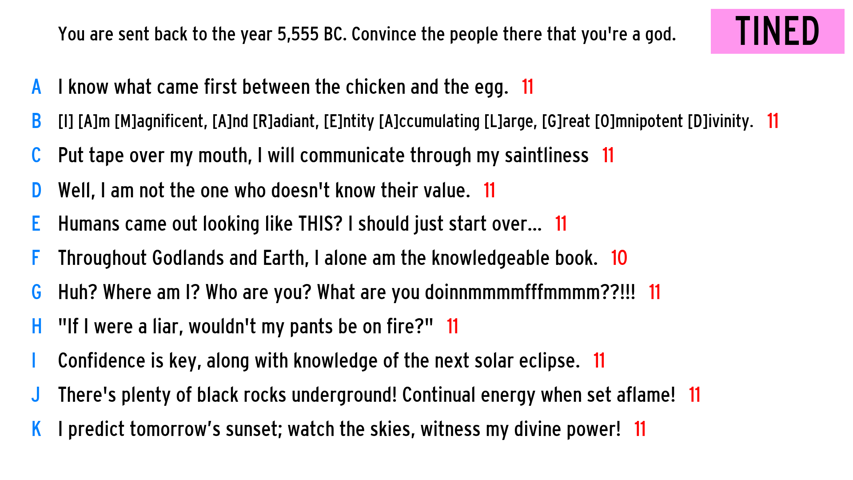 You are sent back to the year 5,555 BC. Convince the people there that you're a god.
TINED
A I know what came first between the chicken and the egg. 11
B [I] [A]m [M]agnificent, [A]nd [R]adiant, [E]ntity [A]ccumulating [L]arge, [G]reat [O]mnipotent [D]ivinity. 11
C Put tape over my mouth, I will communicate through my saintliness 11
D Well, I am not the one who doesn't know their value. 11
E Humans came out looking like THIS? I should just start over... 11
F Throughout Godlands and Earth, I alone am the knowledgeable book. 10
G Huh? Where am I? Who are you? What are you doinnmmmmfffmmmm??!!! 11
H "If I were a liar, wouldn't my pants be on fire?" 11
I Confidence is key, along with knowledge of the next solar eclipse. 11
J There's plenty of black rocks underground! Continual energy when set aflame! 11
K I predict tomorrow’s sunset; watch the skies, witness my divine power! 11